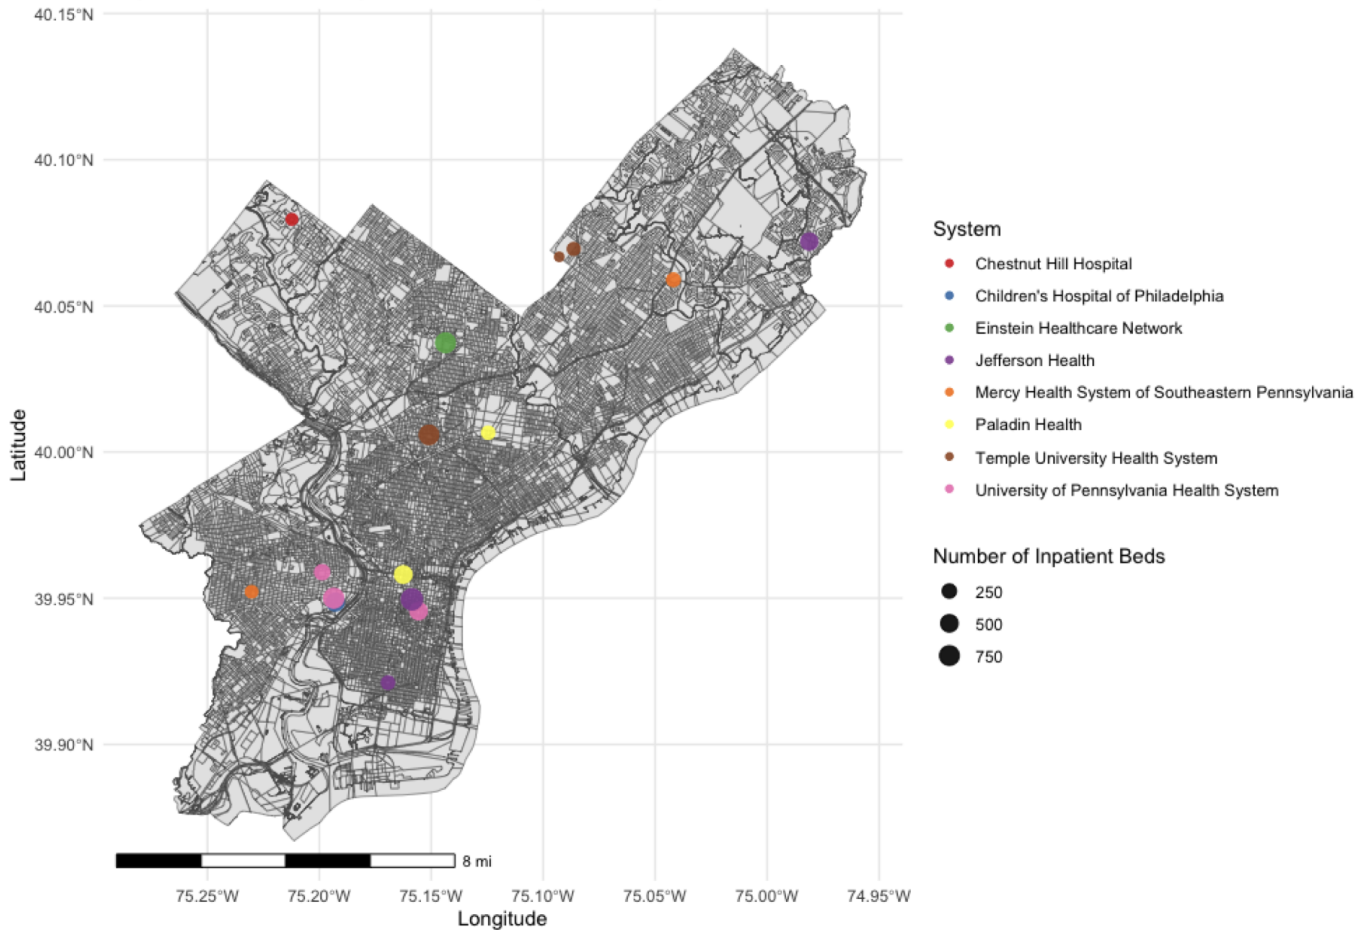 40.15°N
40.10°N
40.05°N
40.00°N
39.95°N
39.90°N
Latitude
75.25°W 75.20°W 75.15°W 75.10°W 75.05°W 75.00°W 74.95°W
Longitude
8 mi
System
Chestnut Hill Hospital
Children's Hospital of Philadelphia
Einstein Healthcare Network
Jefferson Health
Mercy Health System of Southeastern Pennsylvania
Paladin Health
Temple University Health System
University of Pennsylvania Health System
Number of Inpatient Beds
250
500
750